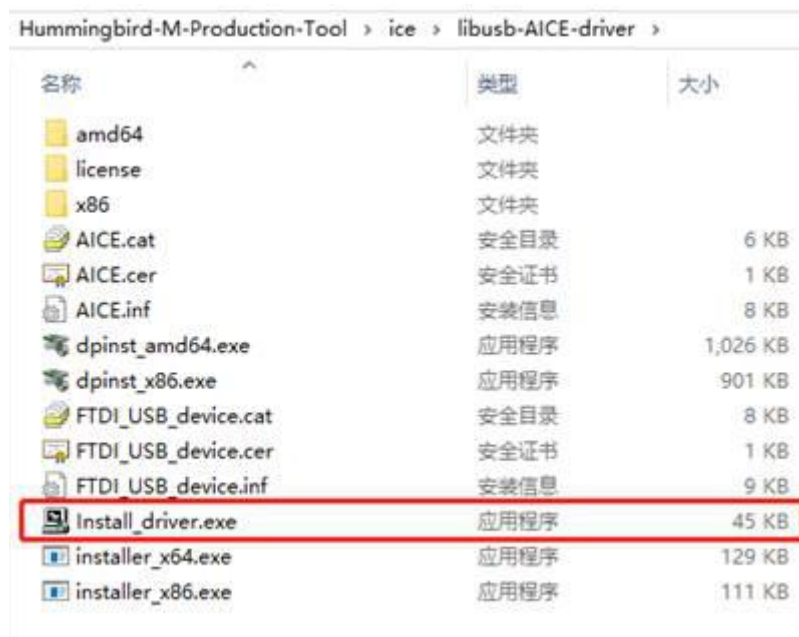 Hummingbird-M-Production-Tool > ice > libusb-AICE-driver >
名称 类型 大小
amd64 文件夹
license 文件夹
x86 文件夹
AICE.cat 安全目录 6 KB
AICE.cer 安全证书 1 KB
AICE.inf 安装信息 8 KB
dpinst_amd64.exe 应用程序 1,026 KB
dpinst_x86.exe 应用程序 901 KB
FTDI_USB_device.cat 安全目录 8 KB
FTDI_USB_device.cer 安全证书 1 KB
FTDI_USB_device.inf 安装信息 9 KB
Install_driver.exe 应用程序 45 KB
installer_x64.exe 应用程序 129 KB
installer_x86.exe 应用程序 111 KB